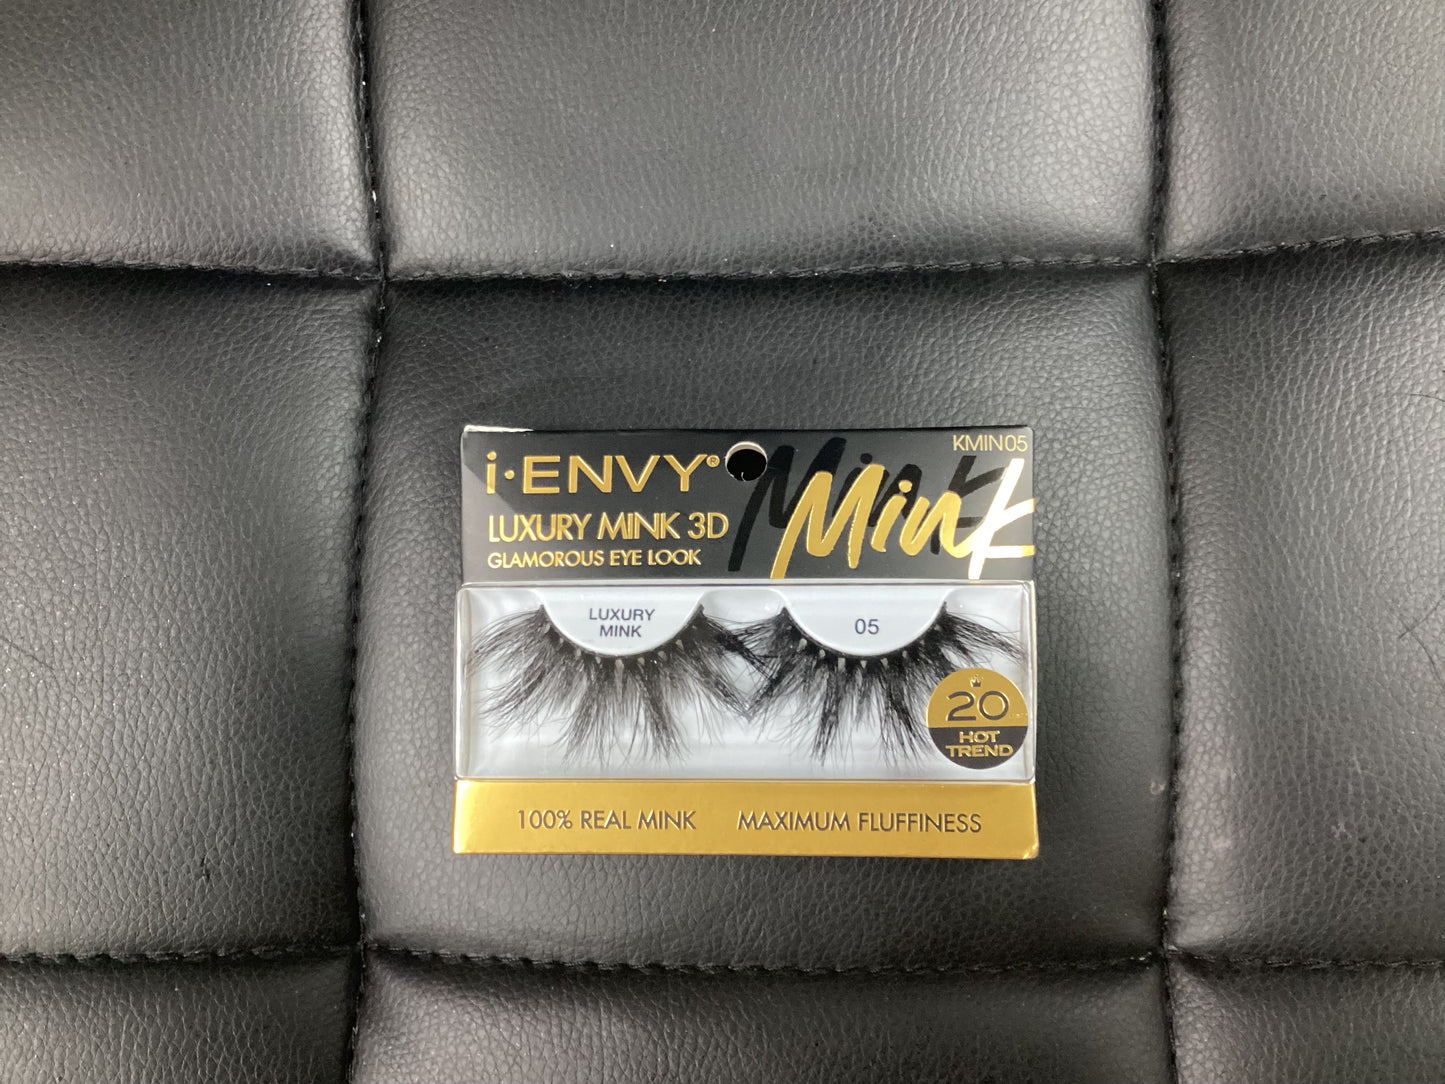 KMIN05
i·ENVY®
Mink
LUXURY MINK 3D
GLAMOROUS EYE LOOK
Mink
LUXURY
MINK
05
20
HOT
TREND
100% REAL MINK
MAXIMUM FLUFFINESS